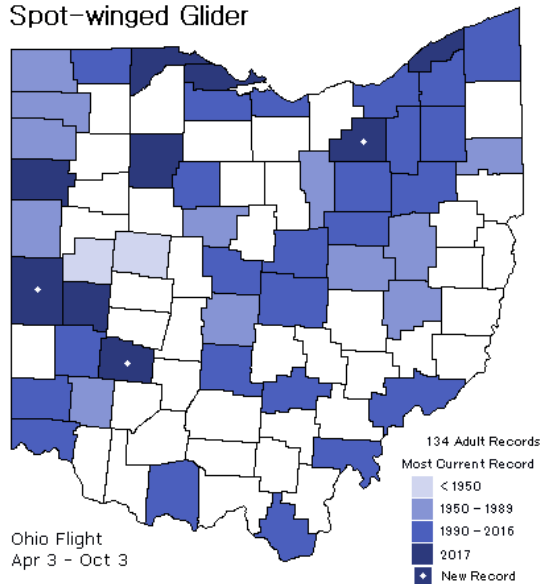 Spot-winged Glider
134 Adult Records
Most Current Record
< 1950
1950 - 1989
1990 - 2016
2017
New Record
Ohio Flight
Apr 3 - Oct 3